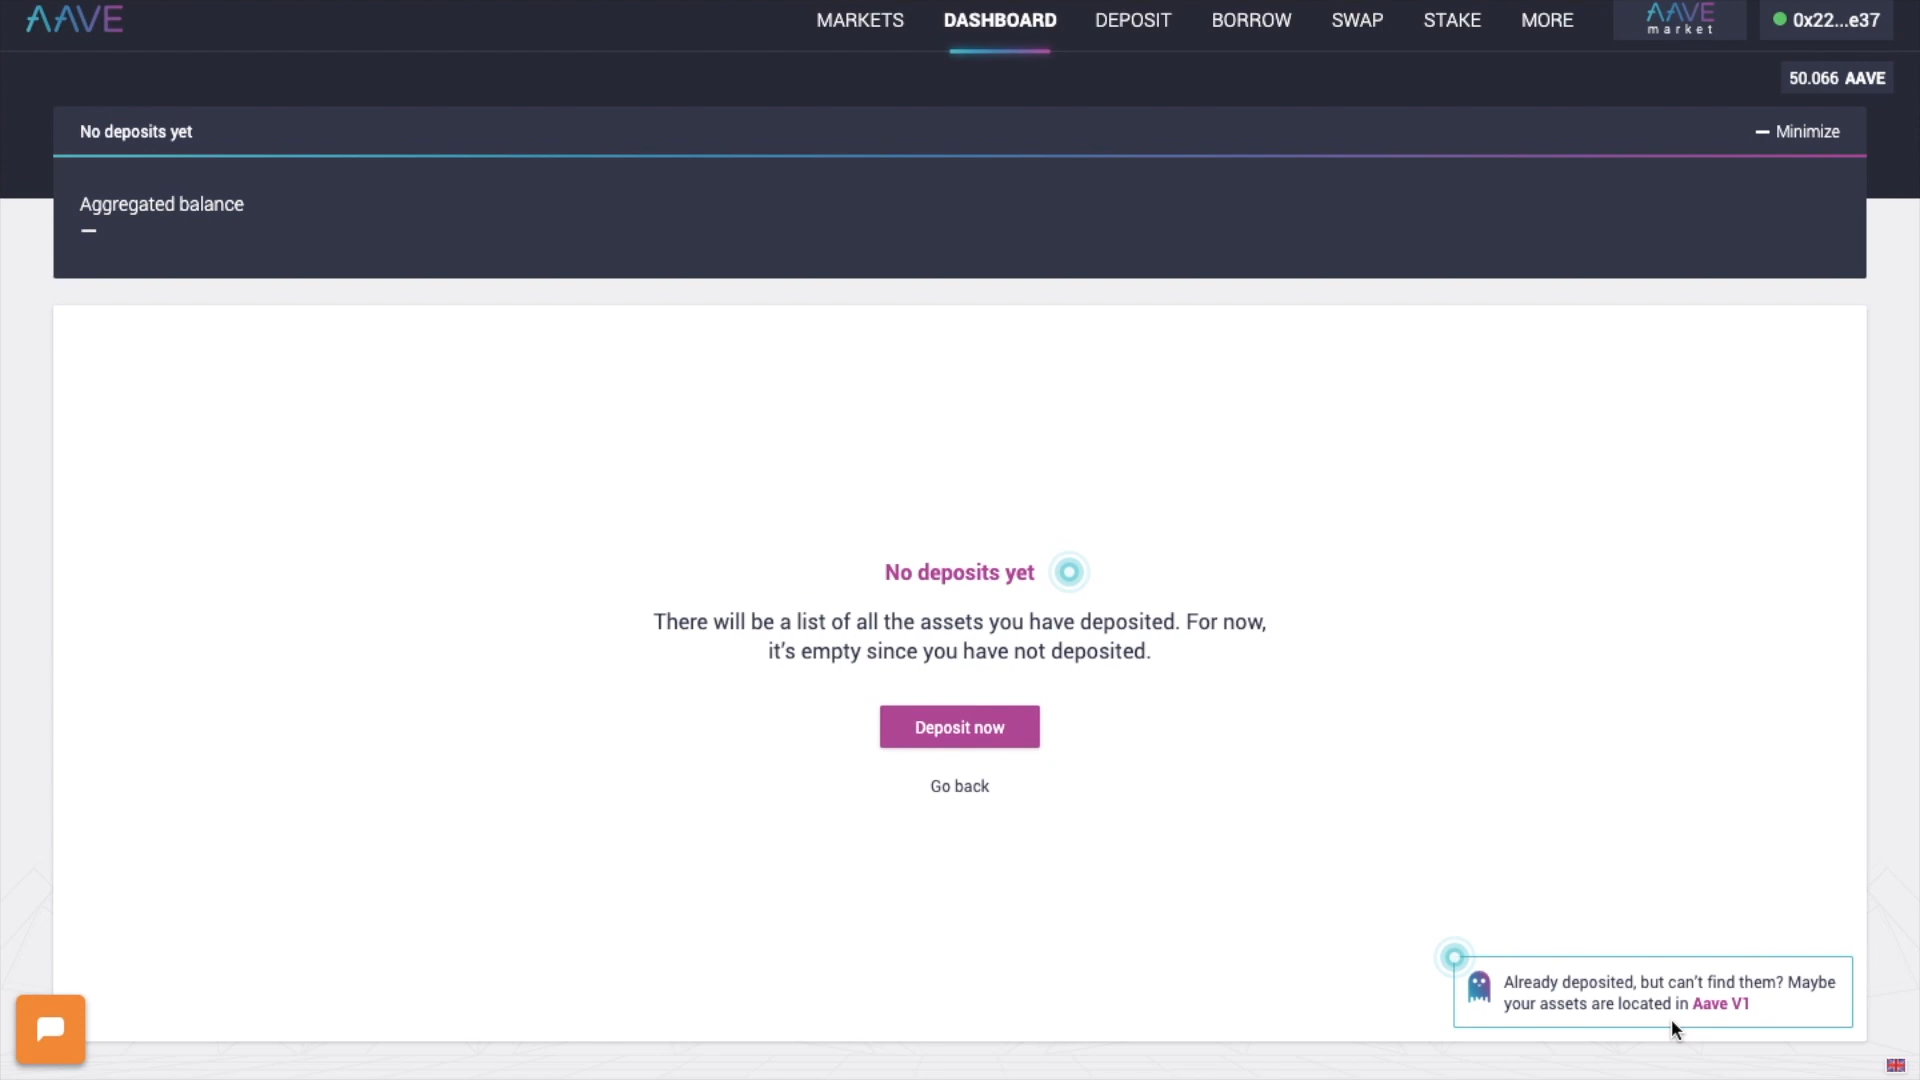 AAVE
MARKETS
DASHBOARD
DEPOSIT
BORROW
SWAP
STAKE
MORE
AAVE
market
0x22...e37
50.066 AAVE
No deposits yet
Minimize
Aggregated balance
No deposits yet
There will be a list of all the assets you have deposited. For now,
it’s empty since you have not deposited.
Deposit now
Go back
Already deposited, but can’t find them? Maybe
your assets are located in Aave V1